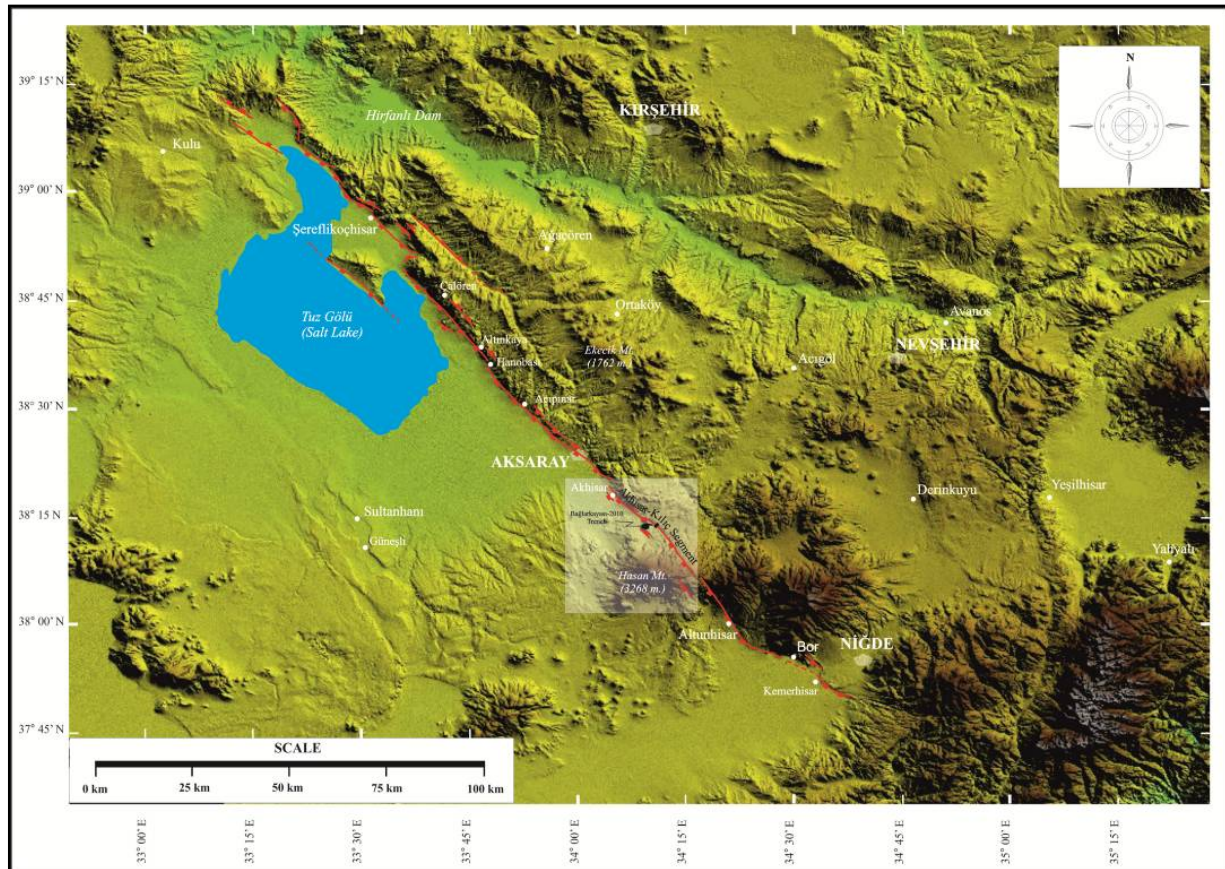 N
39° 15' N
39° 00' N
38° 45' N
38° 30' N
38° 15' N
38° 00' N
37° 45' N
KIRŞEHİR
Hirfanlı Dam
Kulu
Şereflikoçhisar
Ağaçören
Çalören
Tuz Gölü
(Salt Lake)
Ortaköy
Avanos
Altınkaya
Ekecik Mt.
(1762 m.)
NEVŞEHİR
Hanobası
Acıgöl
AKSARAY
Akhisar
Akhisar-Kılıç Segment
Derinkuyu
Yeşilhisar
Sultanhanı
Bağlarkayası-2010
Trench
Güneşli
Yahyalı
Hasan Mt.
(3268 m.)
Altunhisar
Bor
NİĞDE
Kemerhisar
SCALE
0 km
25 km
50 km
75 km
100 km
33° 00' E
33° 15' E
33° 30' E
33° 45' E
34° 00' E
34° 15' E
34° 30' E
34° 45' E
35° 00' E
35° 15' E